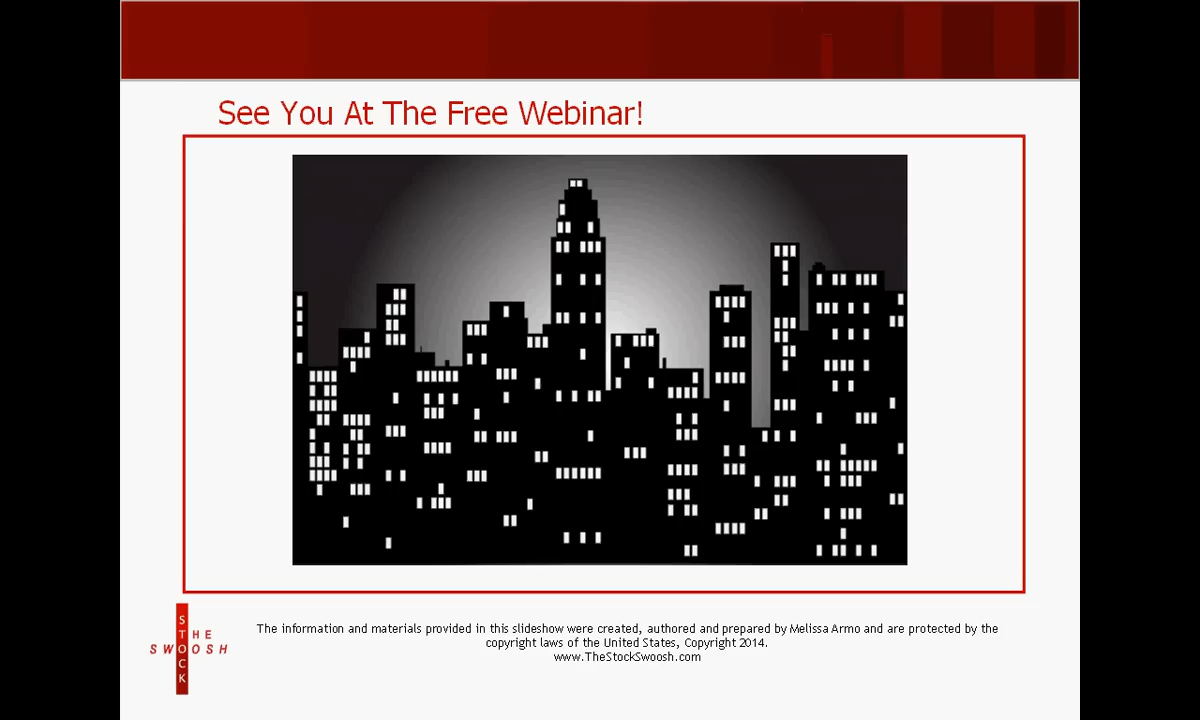 See You At The Free Webinar!
THE
STOCK
SWOOSH
The information and materials provided in this slideshow were created, authored and prepared by Melissa Armo and are protected by the
copyright laws of the United States, Copyright 2014.
www.TheStockSwoosh.com